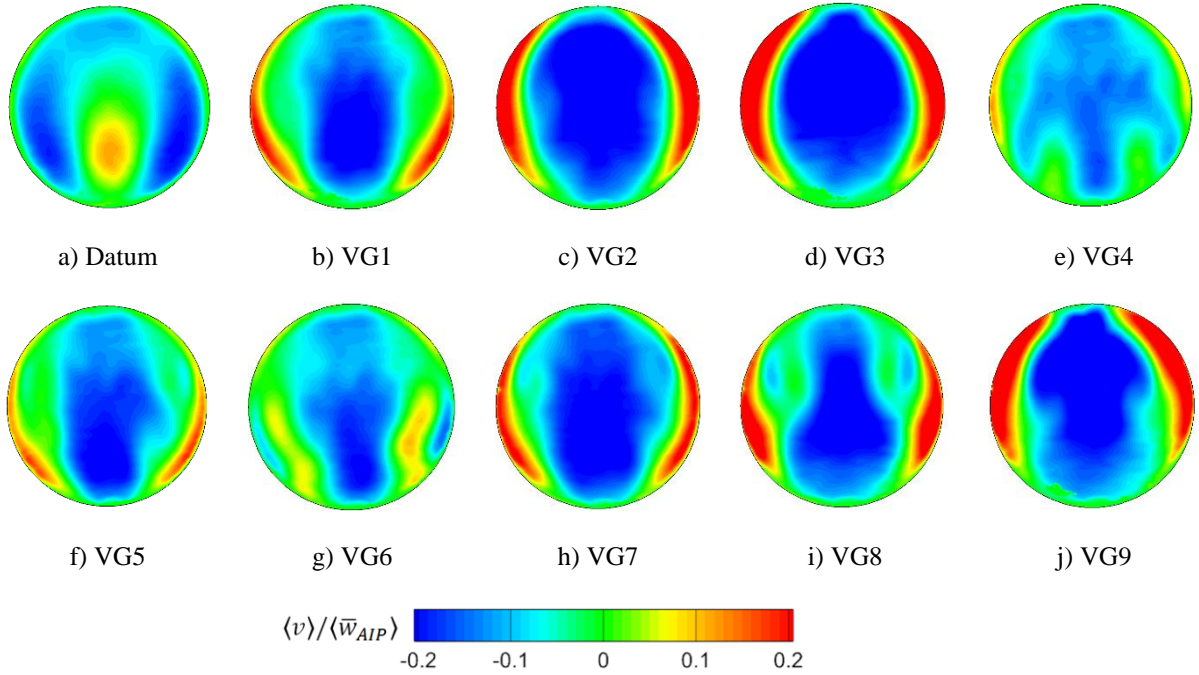 a) Datum b) VG1 c) VG2 d) VG3 e) VG4
f) VG5 g) VG6 h) VG7 i) VG8 j) VG9
⟨v⟩/⟨w̅_AIP⟩
-0.2 -0.1 0 0.1 0.2